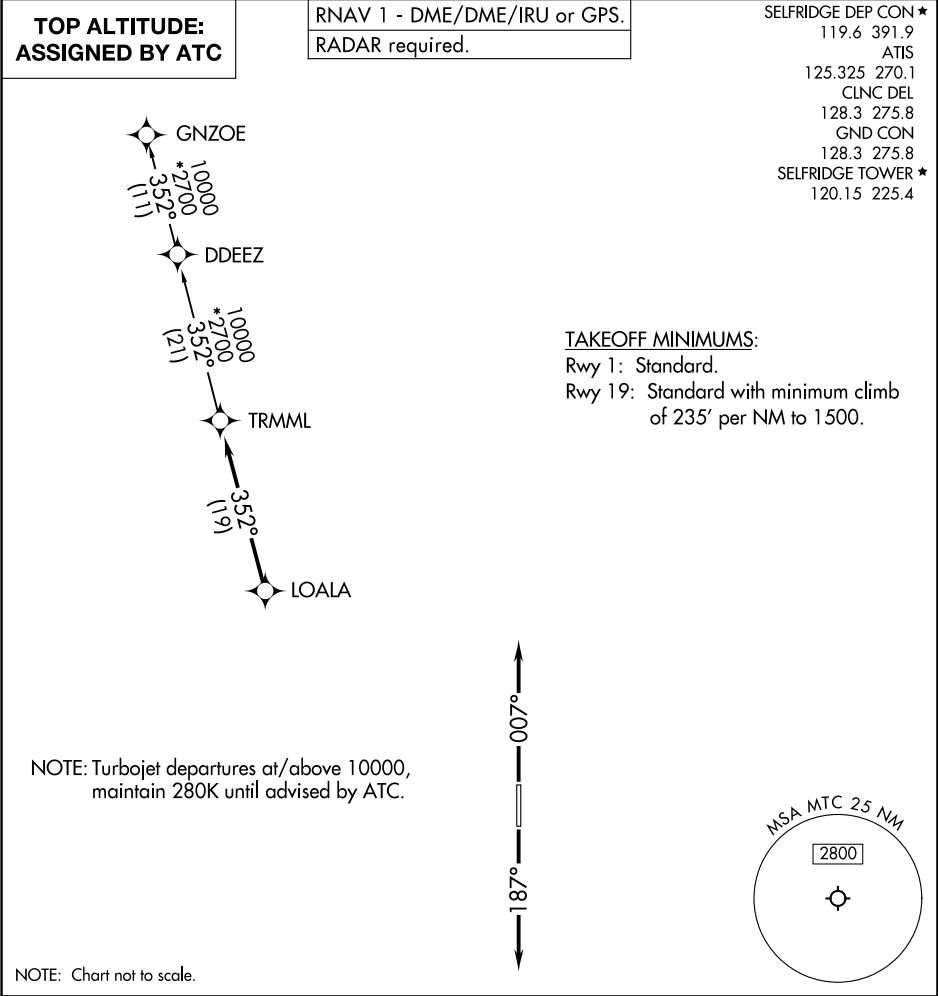 TOP ALTITUDE:
ASSIGNED BY ATC
RNAV 1 - DME/DME/IRU or GPS.
RADAR required.
SELFRIDGE DEP CON ★
119.6 391.9
ATIS
125.325 270.1
CLNC DEL
128.3 275.8
GND CON
128.3 275.8
SELFRIDGE TOWER ★
120.15 225.4
GNZOE
10000
*2700
352°
(11)
DDEEZ
10000
*2700
352°
(21)
TRMML
352°
(19)
LOALA
TAKEOFF MINIMUMS:
Rwy 1: Standard.
Rwy 19: Standard with minimum climb
of 235' per NM to 1500.
007°
187°
NOTE: Turbojet departures at/above 10000,
maintain 280K until advised by ATC.
MSA MTC 25 NM
2800
NOTE: Chart not to scale.